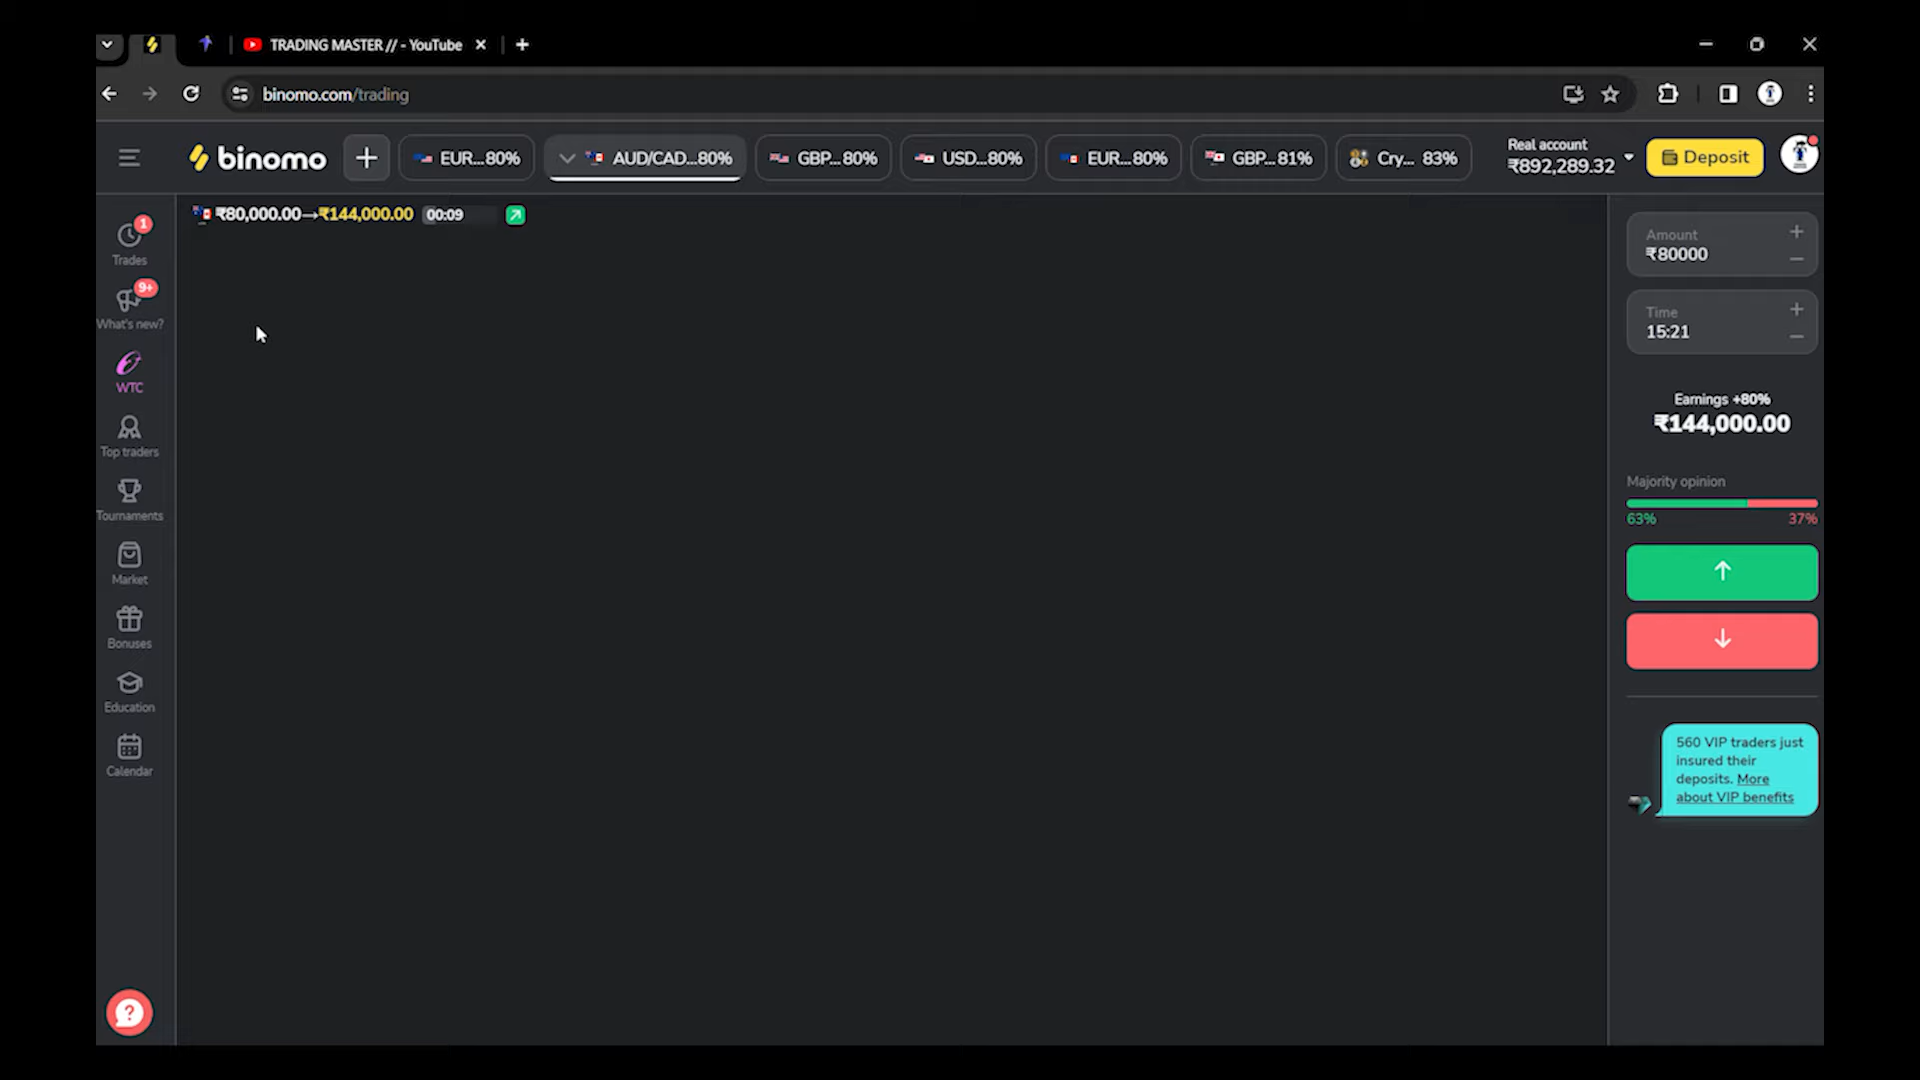 TRADING MASTER // - YouTube
binomo.com/trading
binomo
EUR...80%
AUD/CAD...80%
GBP...80%
USD...80%
EUR...80%
GBP...81%
Cry... 83%
Real account
₹892,289.32
Deposit
₹80,000.00→₹144,000.00 00:09
1
Trades
9+
What's new?
WTC
Top traders
Tournaments
Market
Bonuses
Education
Calendar
?
Amount
₹80000
Time
15:21
Earnings +80%
₹144,000.00
Majority opinion
63% 37%
560 VIP traders just
insured their
deposits. More
about VIP benefits